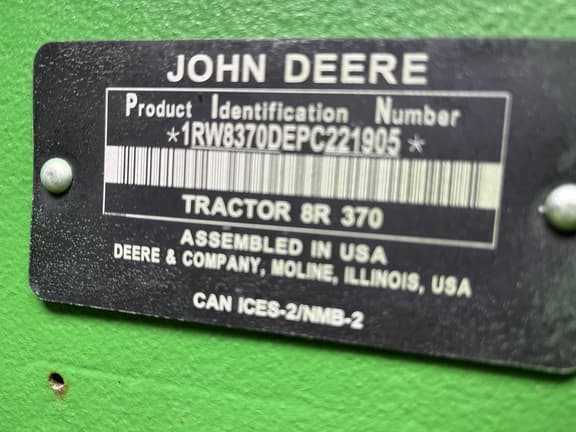 JOHN DEERE
Product Identification Number
*1RW8370DEPC221905*
TRACTOR 8R 370
ASSEMBLED IN USA
DEERE & COMPANY, MOLINE, ILLINOIS, USA
CAN ICES-2/NMB-2